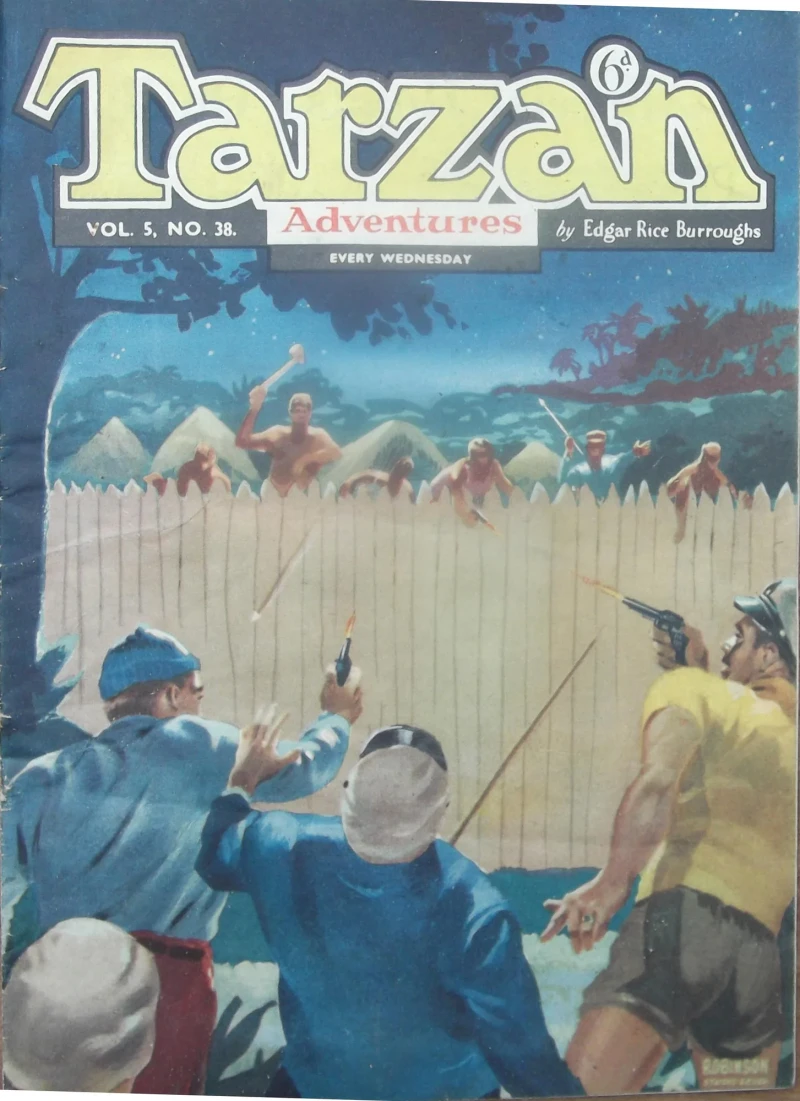 Tarzan
6d.
VOL. 5, NO. 38.
Adventures
by Edgar Rice Burroughs
EVERY WEDNESDAY
ROBINSON